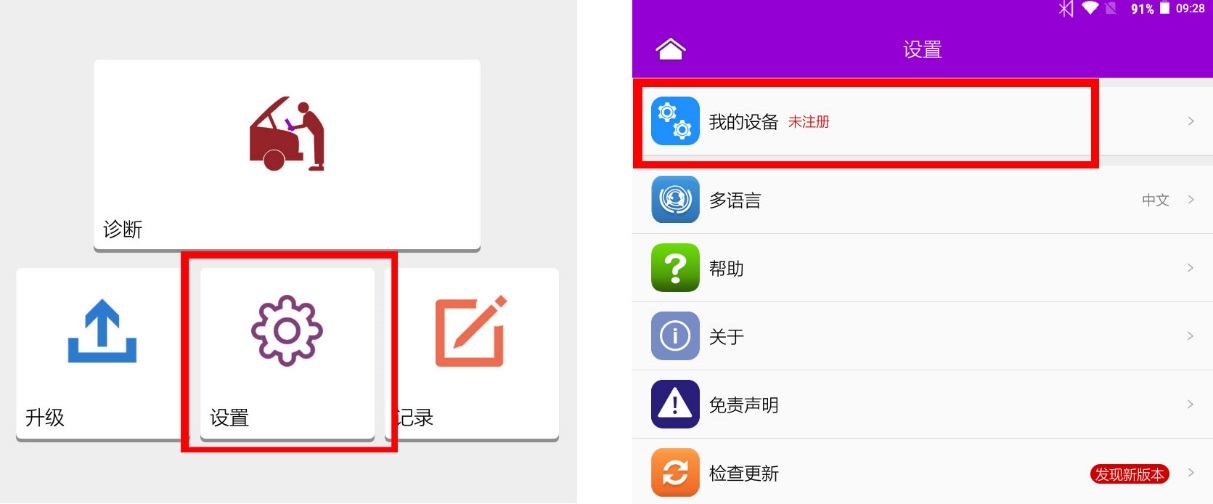 诊断
升级
设置
记录
91% 09:28
设置
我的设备 未注册
多语言 中文
帮助
关于
免责声明
检查更新 发现新版本